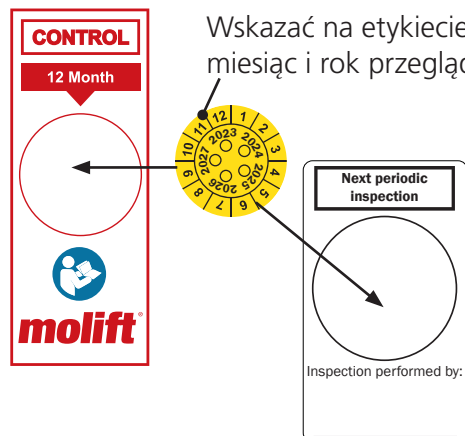 Wskazać na etykiecie
miesiąc i rok przegląd
CONTROL
12 Month
1 2 3 4 5 6 7 8 9 10 11 12
2023 2024 2025 2026 2027
molift®
Next periodic
inspection
Inspection performed by: